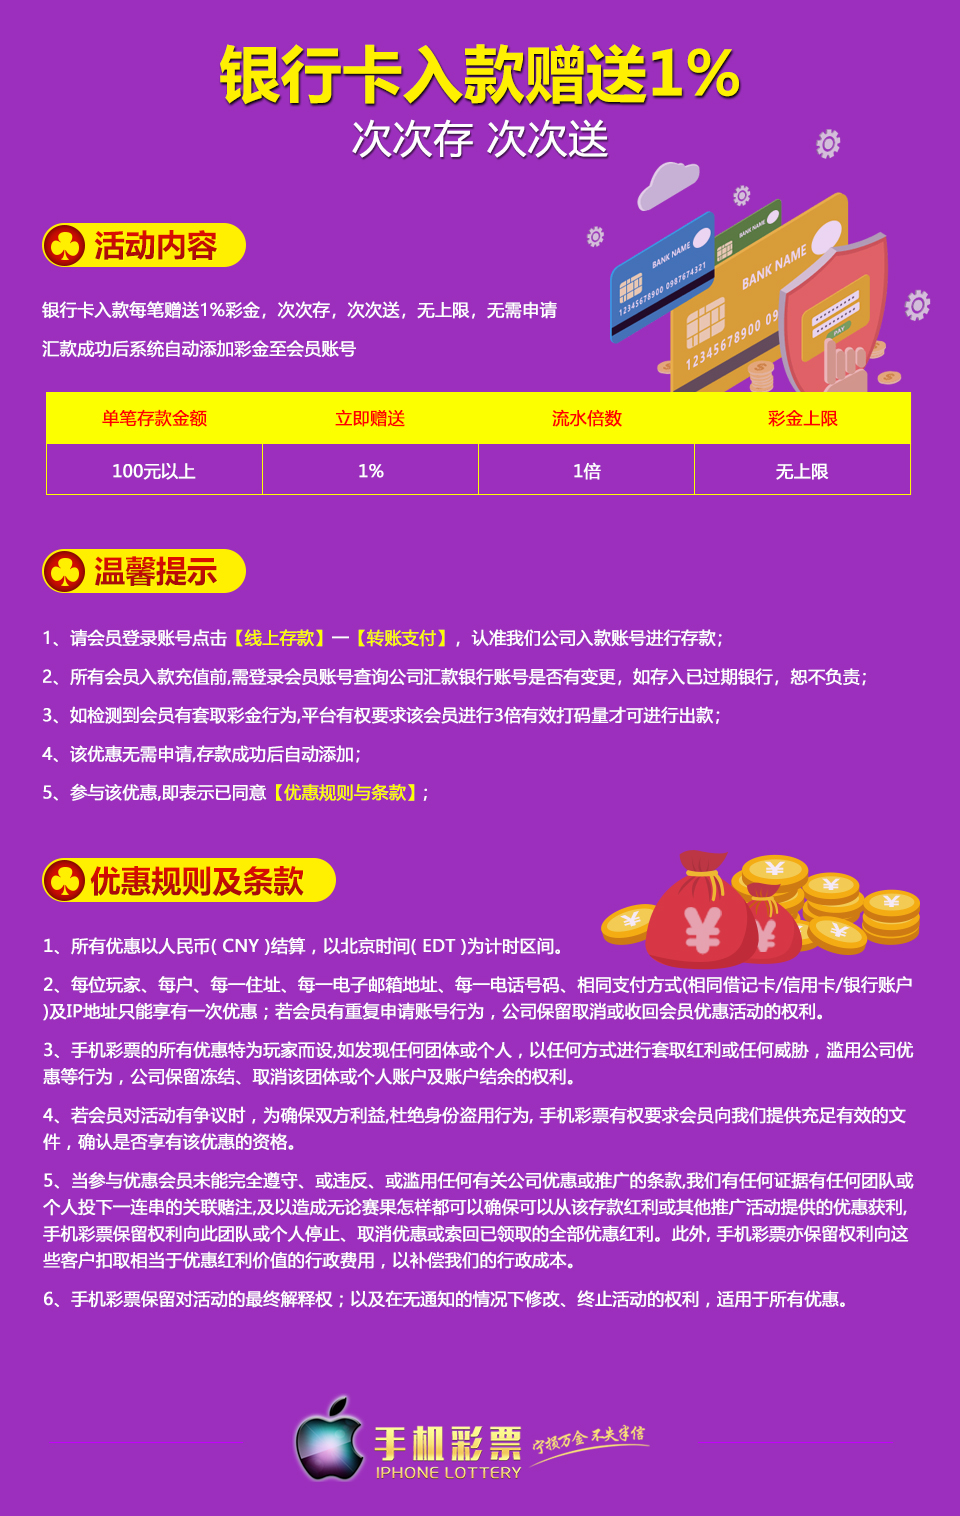 银行卡入款赠送1%
次次存 次次送
活动内容
银行卡入款每笔赠送1%彩金，次次存，次次送，无上限，无需申请
汇款成功后系统自动添加彩金至会员账号
BANK NAME
12345678900 0987674321
BANK NAME
BANK NAME
12345678900 09
PAY
单笔存款金额 立即赠送 流水倍数 彩金上限
100元以上 1% 1倍 无上限
温馨提示
1、请会员登录账号点击【线上存款】一【转账支付】，认准我们公司入款账号进行存款；
2、所有会员入款充值前,需登录会员账号查询公司汇款银行账号是否有变更，如存入已过期银行，恕不负责；
3、如检测到会员有套取彩金行为,平台有权要求该会员进行3倍有效打码量才可进行出款；
4、该优惠无需申请,存款成功后自动添加；
5、参与该优惠,即表示已同意【优惠规则与条款】；
优惠规则及条款
1、所有优惠以人民币( CNY )结算，以北京时间( EDT )为计时区间。
2、每位玩家、每户、每一住址、每一电子邮箱地址、每一电话号码、相同支付方式(相同借记卡/信用卡/银行账户
)及IP地址只能享有一次优惠；若会员有重复申请账号行为，公司保留取消或收回会员优惠活动的权利。
3、手机彩票的所有优惠特为玩家而设,如发现任何团体或个人，以任何方式进行套取红利或任何威胁，滥用公司优
惠等行为，公司保留冻结、取消该团体或个人账户及账户结余的权利。
4、若会员对活动有争议时，为确保双方利益,杜绝身份盗用行为, 手机彩票有权要求会员向我们提供充足有效的文
件，确认是否享有该优惠的资格。
5、当参与优惠会员未能完全遵守、或违反、或滥用任何有关公司优惠或推广的条款,我们有任何证据有任何团队或
个人投下一连串的关联赌注,及以造成无论赛果怎样都可以确保可以从该存款红利或其他推广活动提供的优惠获利,
手机彩票保留权利向此团队或个人停止、取消优惠或索回已领取的全部优惠红利。此外, 手机彩票亦保留权利向这
些客户扣取相当于优惠红利价值的行政费用，以补偿我们的行政成本。
6、手机彩票保留对活动的最终解释权；以及在无通知的情况下修改、终止活动的权利，适用于所有优惠。
手机彩票 宁损万金 不失字信
IPHONE LOTTERY